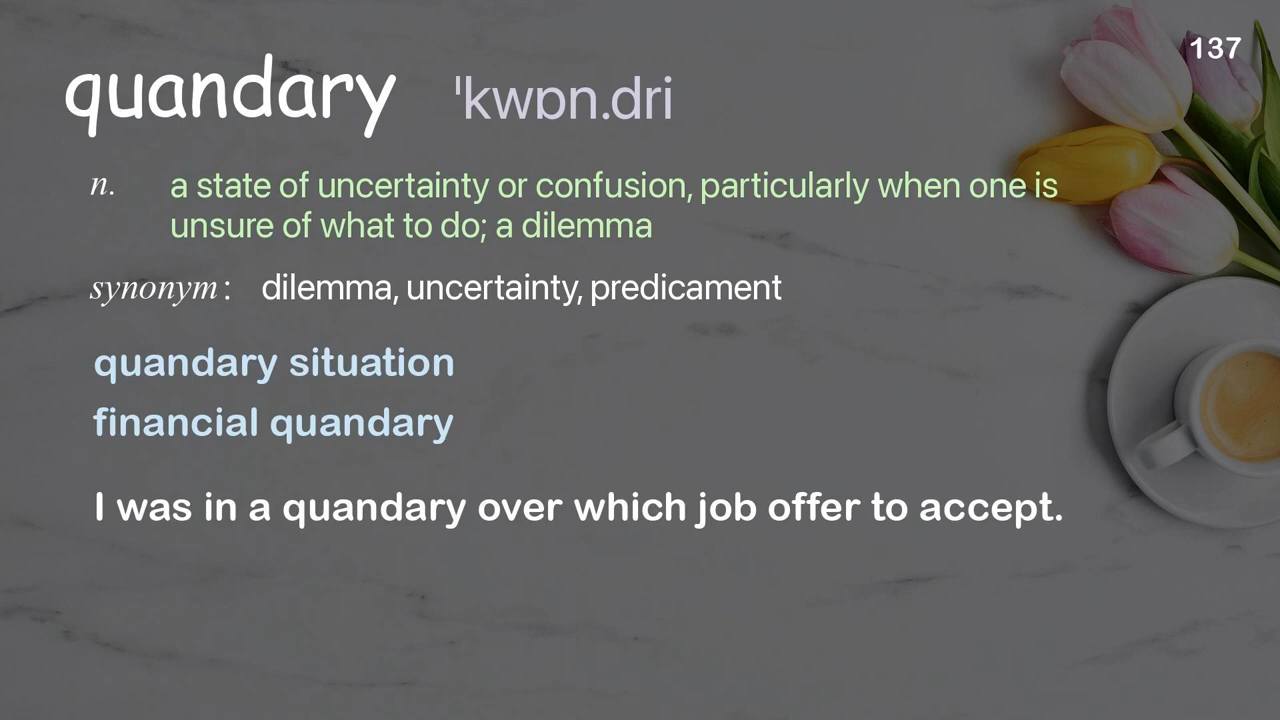 137
quandary ˈkwɒn.dri
n. a state of uncertainty or confusion, particularly when one is
unsure of what to do; a dilemma
synonym: dilemma, uncertainty, predicament
quandary situation
financial quandary
I was in a quandary over which job offer to accept.